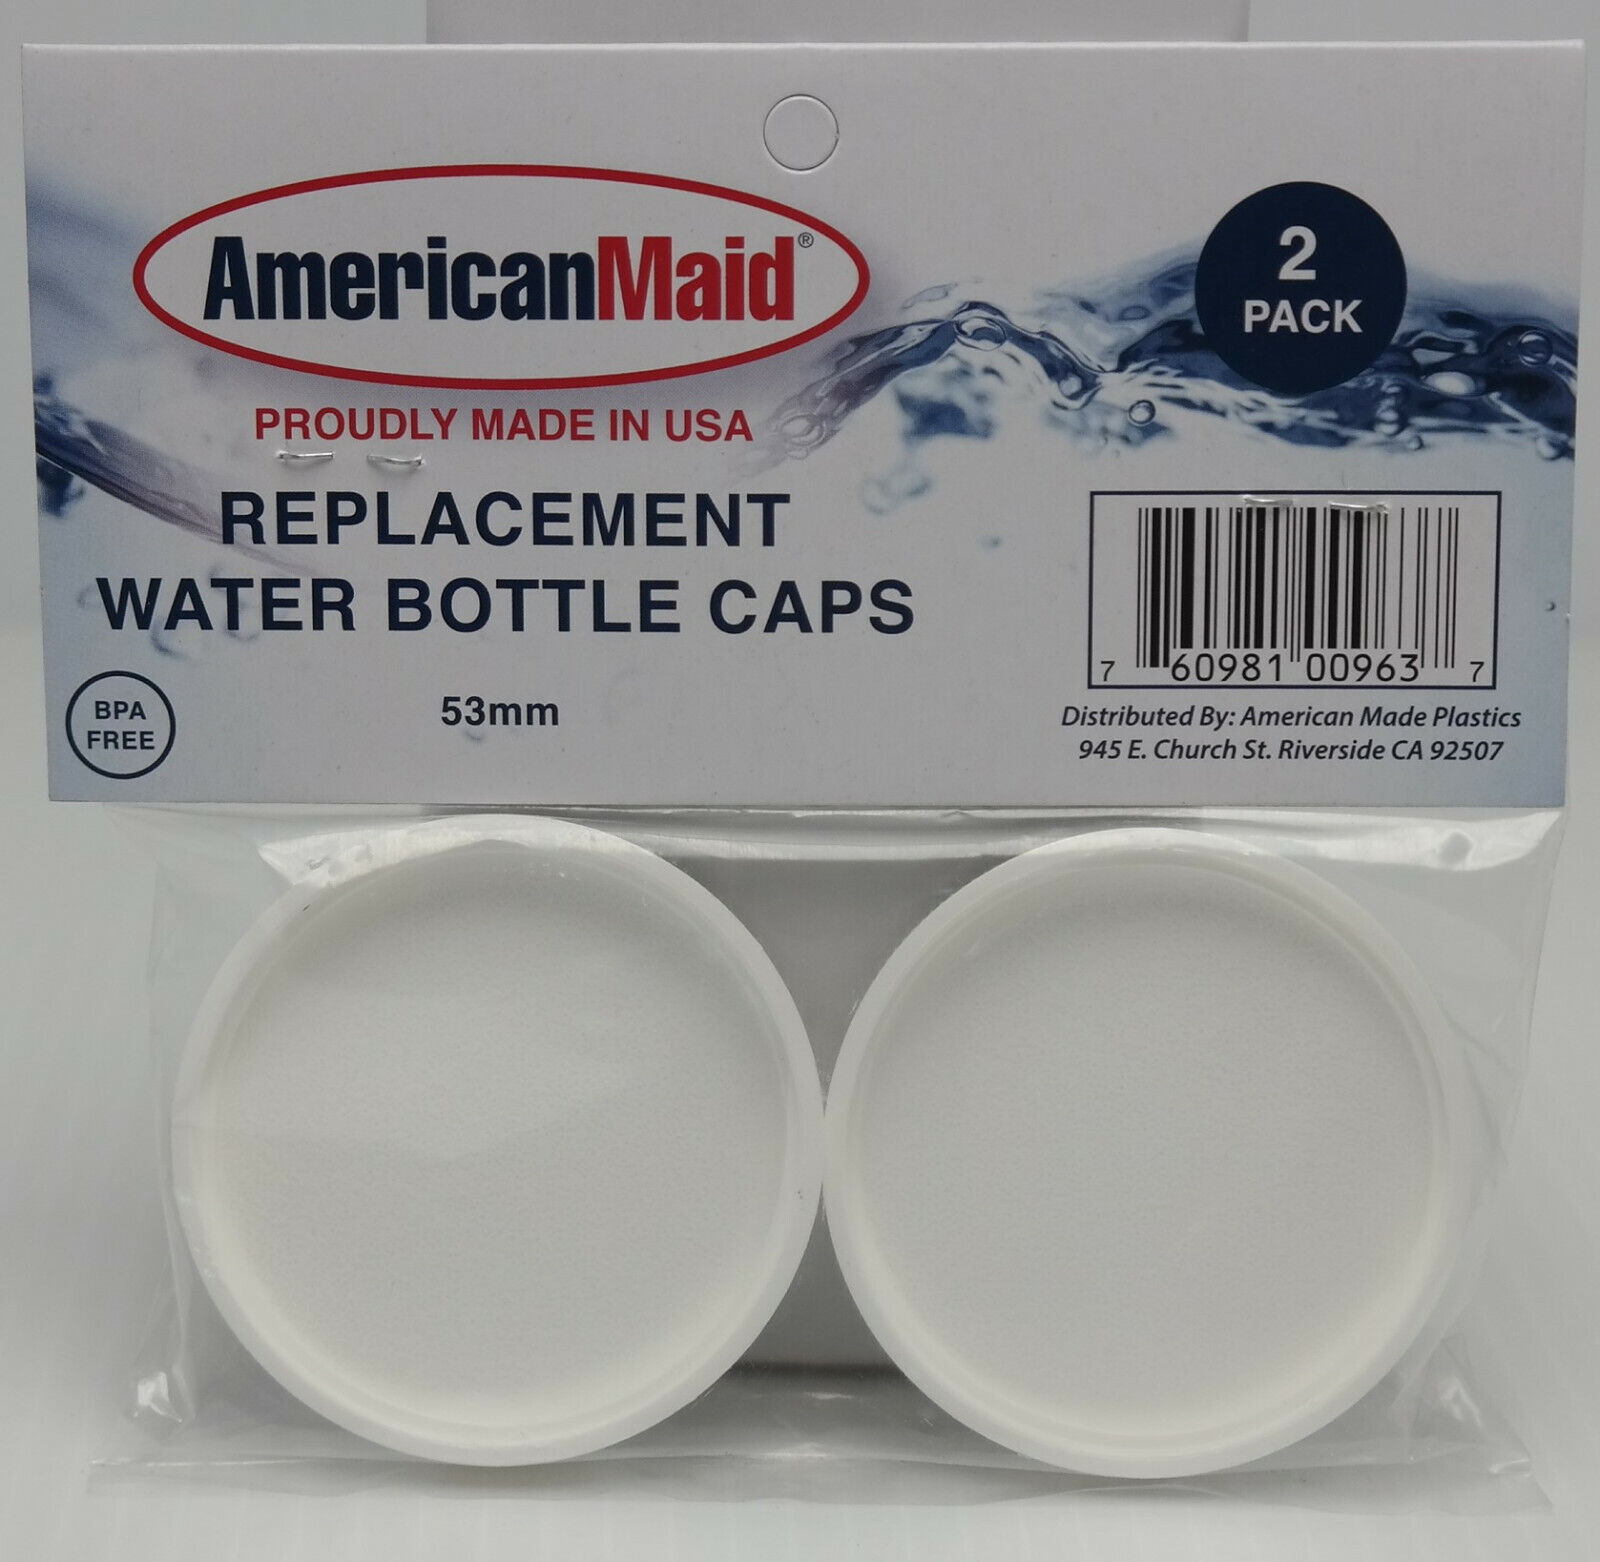 AmericanMaid®
PROUDLY MADE IN USA
REPLACEMENT
WATER BOTTLE CAPS
53mm
BPA
FREE
2
PACK
7 60981 00963 7
Distributed By: American Made Plastics
945 E. Church St. Riverside CA 92507